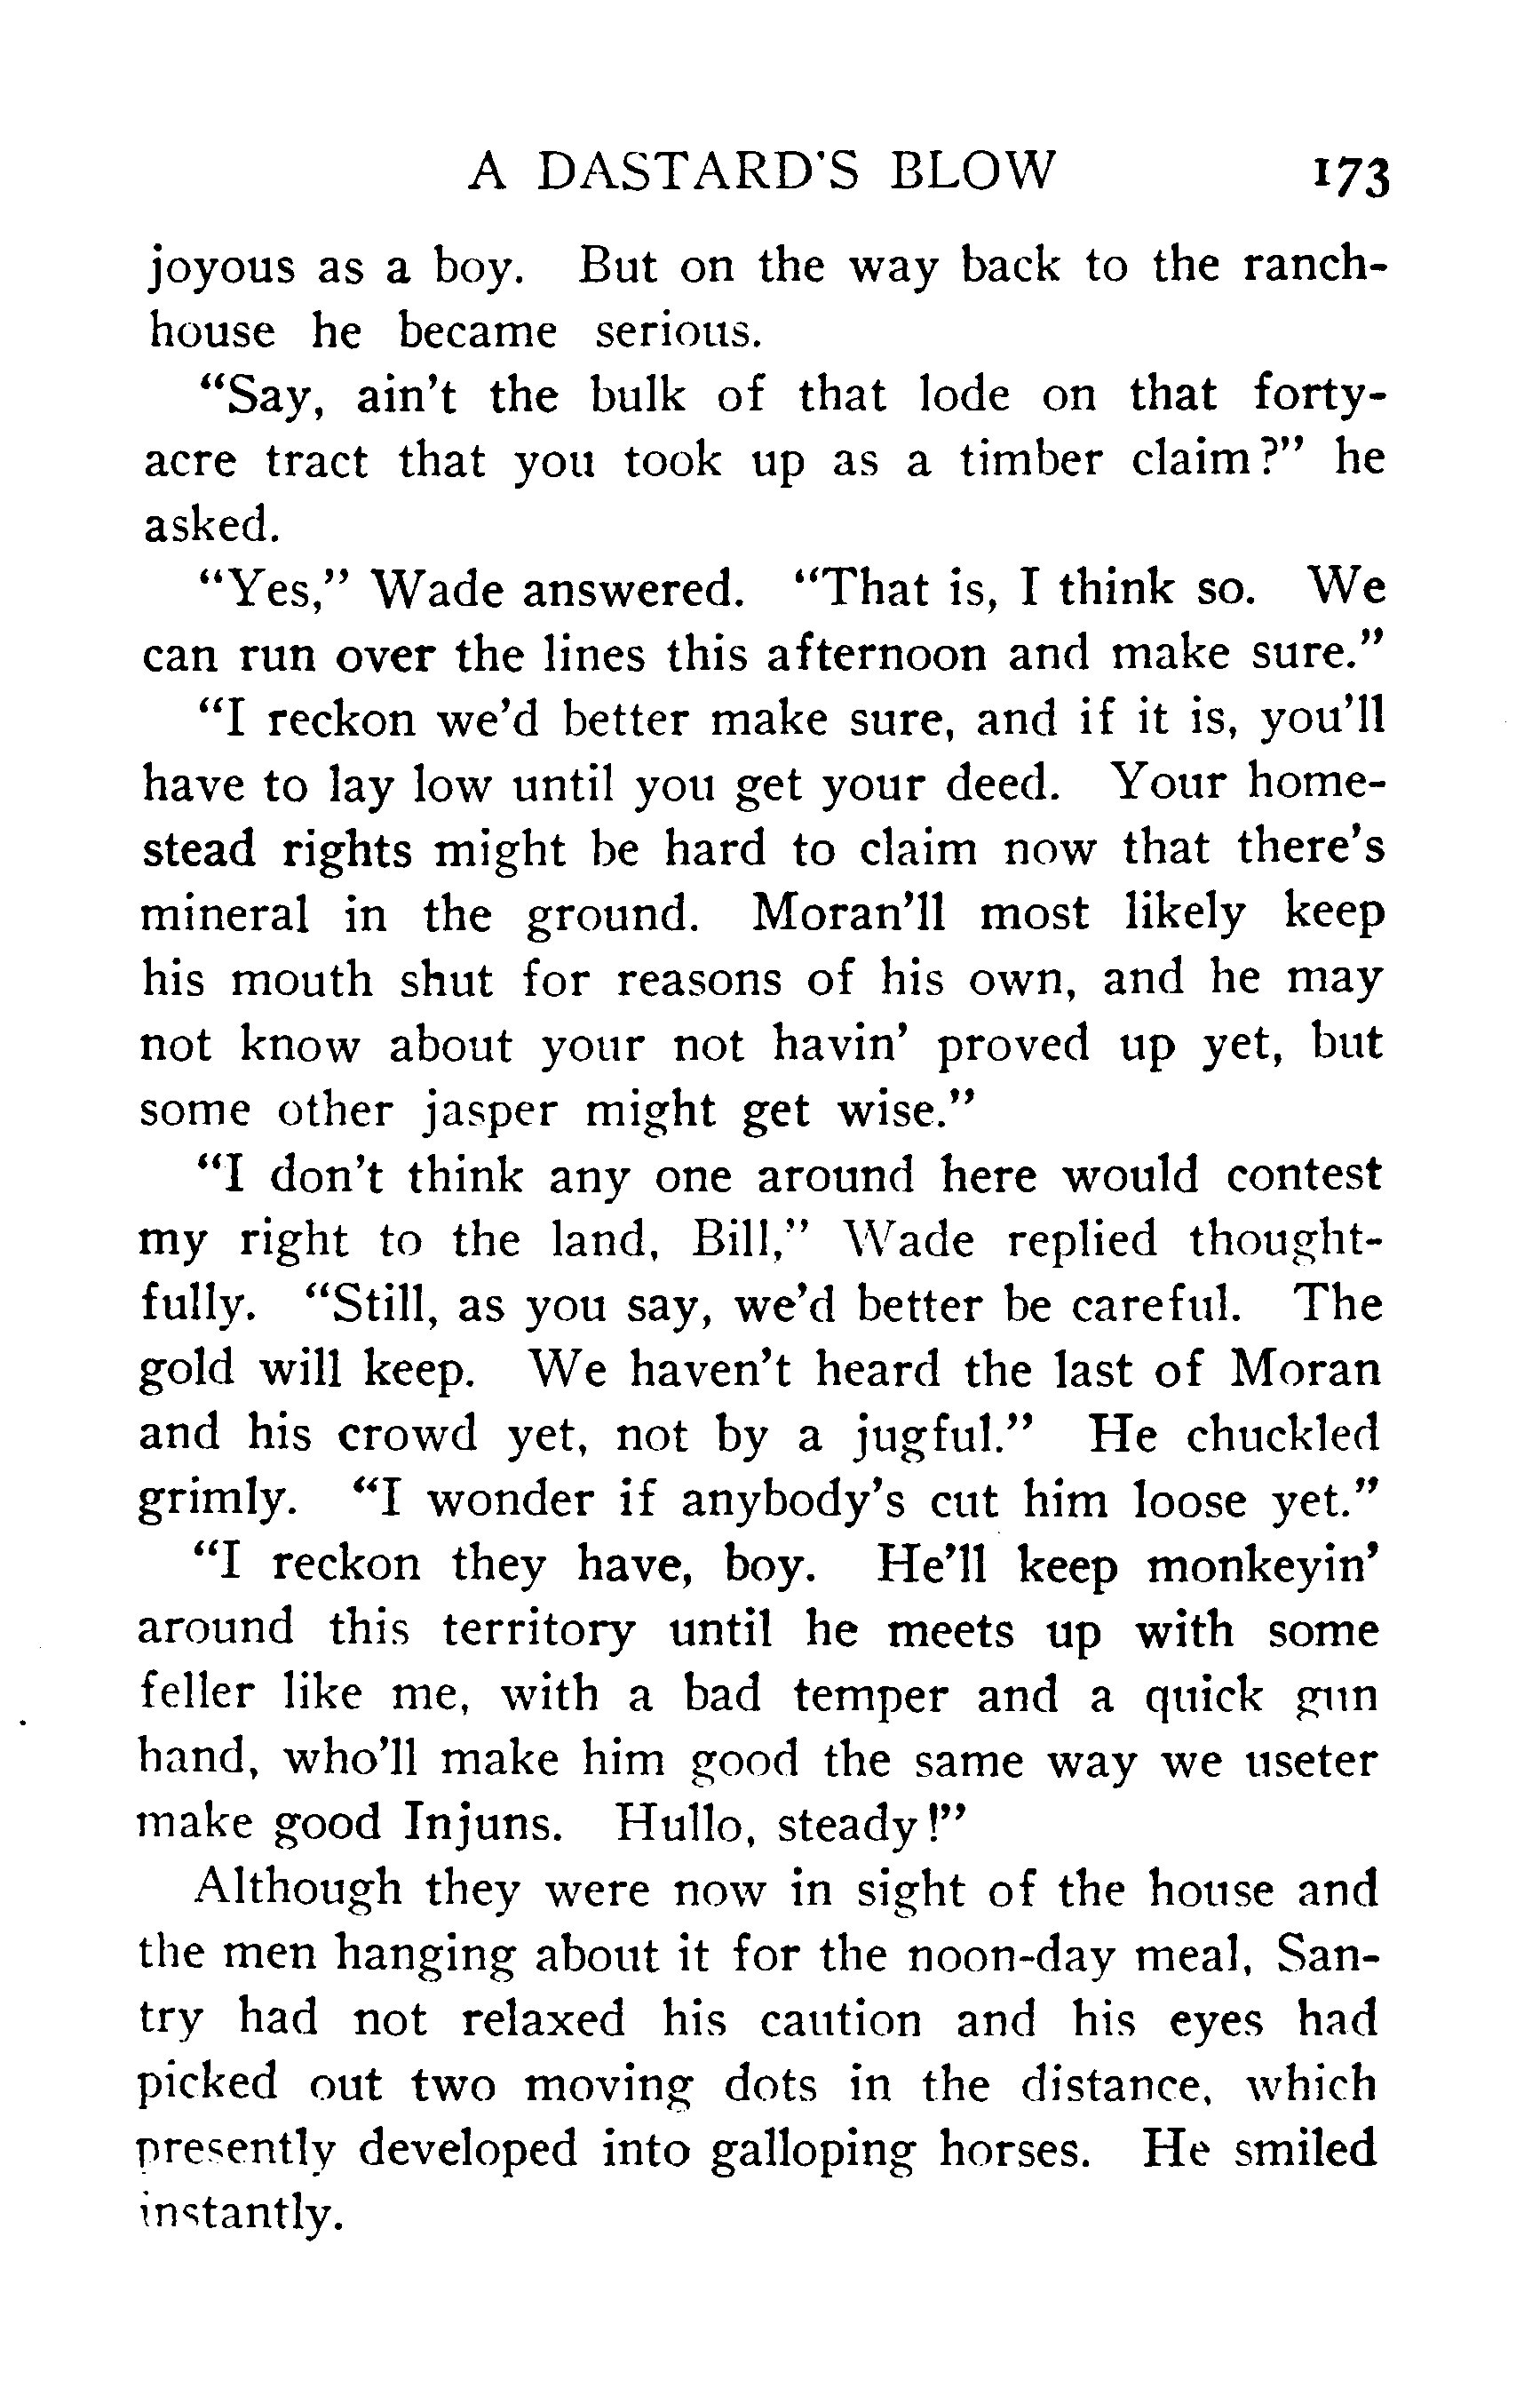 A DASTARD'S BLOW 173
joyous as a boy. But on the way back to the ranch-
house he became serious.
"Say, ain't the bulk of that lode on that forty-
acre tract that you took up as a timber claim?" he
asked.
"Yes," Wade answered. "That is, I think so. We
can run over the lines this afternoon and make sure."
"I reckon we'd better make sure, and if it is, you'll
have to lay low until you get your deed. Your home-
stead rights might be hard to claim now that there's
mineral in the ground. Moran'll most likely keep
his mouth shut for reasons of his own, and he may
not know about your not havin' proved up yet, but
some other jasper might get wise."
"I don't think any one around here would contest
my right to the land, Bill," Wade replied thought-
fully. "Still, as you say, we'd better be careful. The
gold will keep. We haven't heard the last of Moran
and his crowd yet, not by a jugful." He chuckled
grimly. "I wonder if anybody's cut him loose yet."
"I reckon they have, boy. He'll keep monkeyin'
around this territory until he meets up with some
feller like me, with a bad temper and a quick gun
hand, who'll make him good the same way we useter
make good Injuns. Hullo, steady!"
Although they were now in sight of the house and
the men hanging about it for the noon-day meal, San-
try had not relaxed his caution and his eyes had
picked out two moving dots in the distance, which
presently developed into galloping horses. He smiled
instantly.